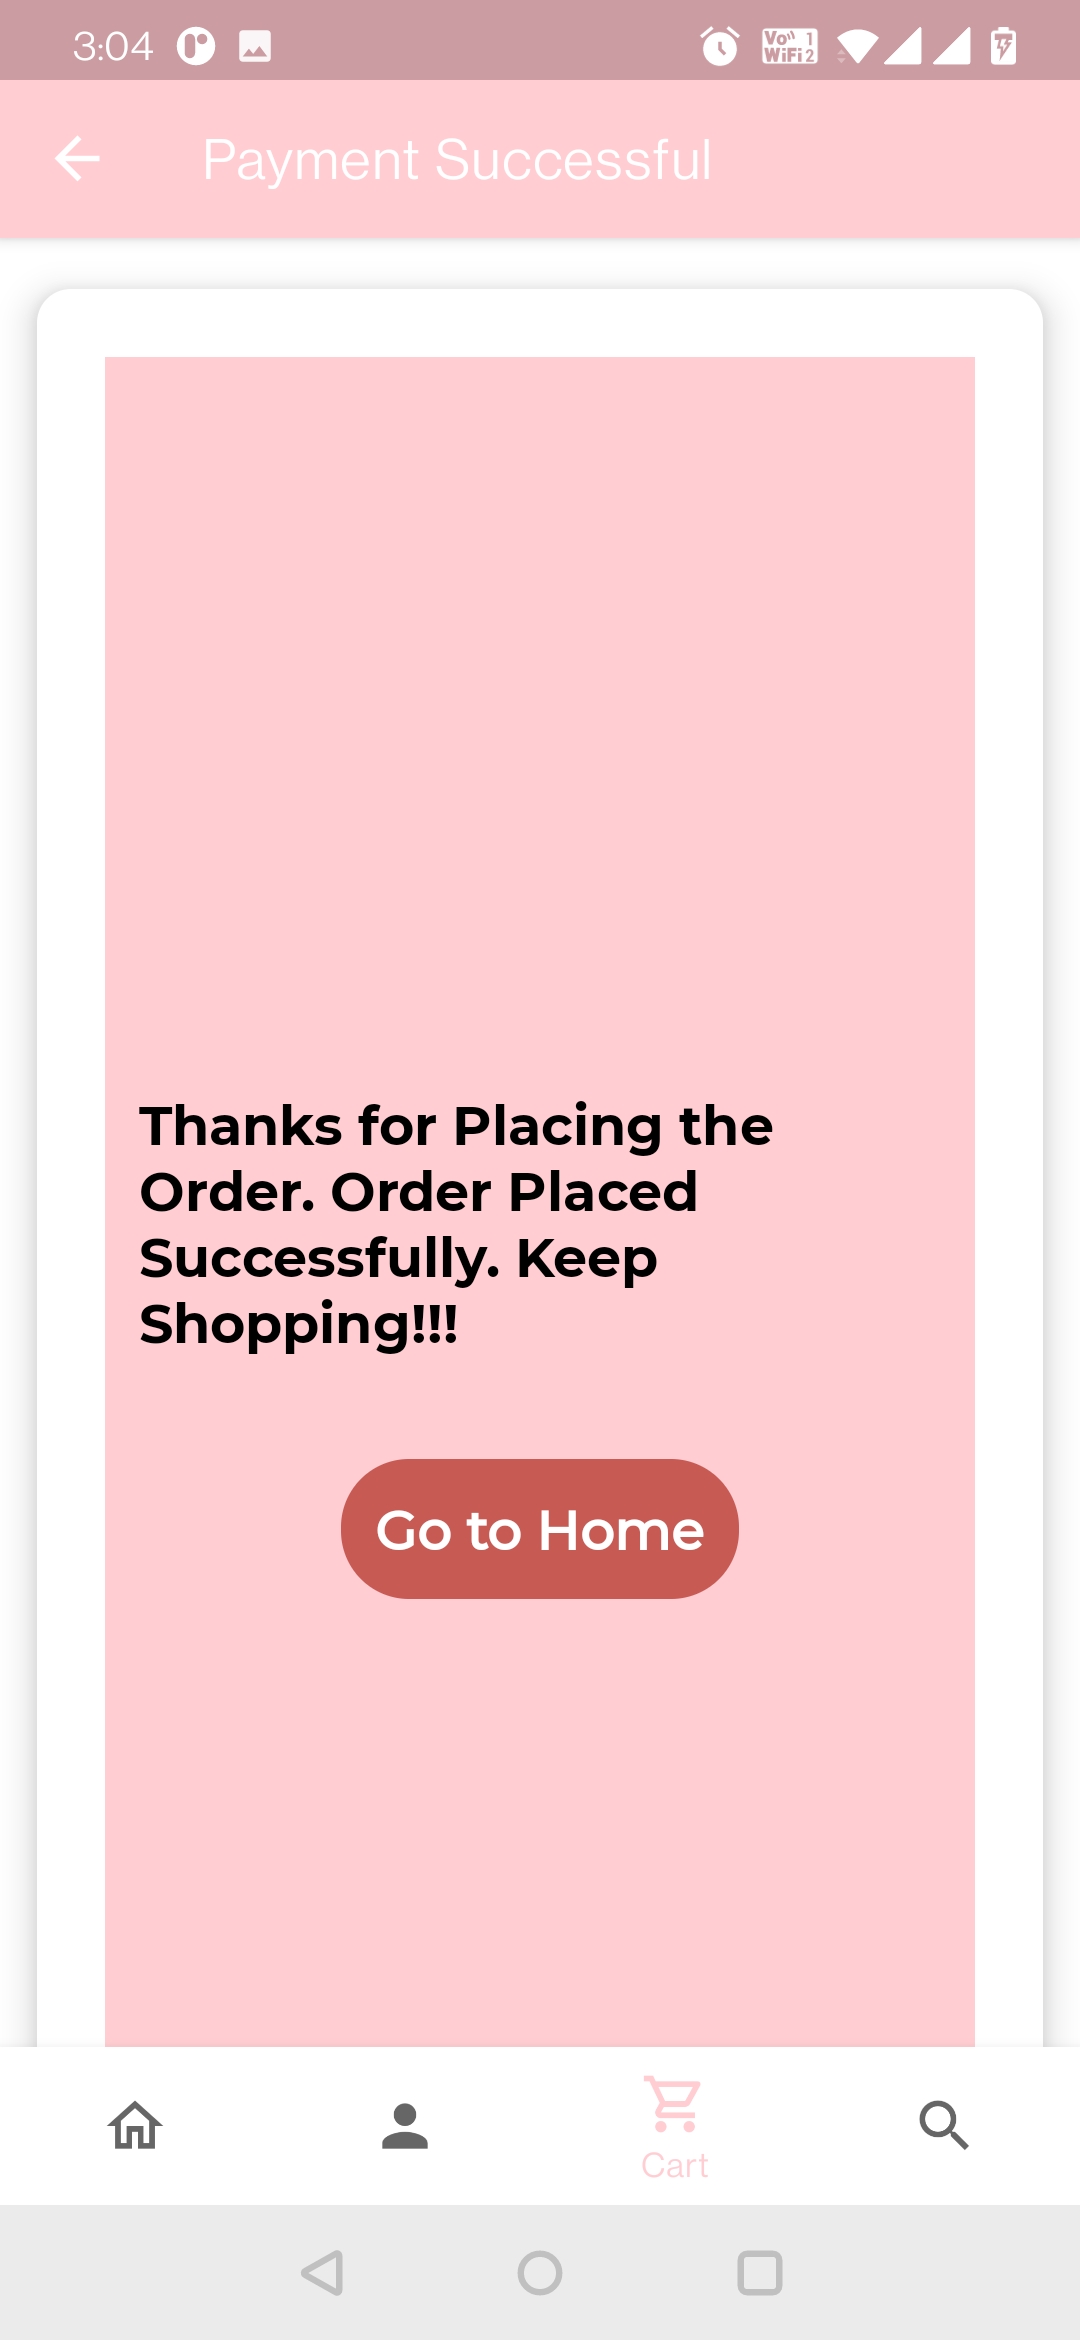 3:04
Vo 1
WiFi 2
Payment Successful
Thanks for Placing the
Order. Order Placed
Successfully. Keep
Shopping!!!
Go to Home
Cart